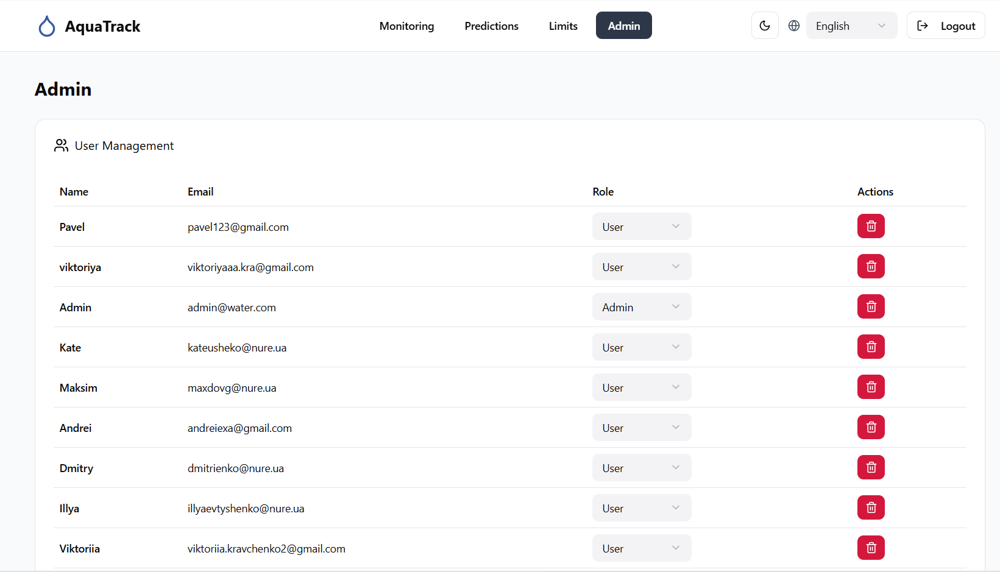 AquaTrack Monitoring Predictions Limits Admin English Logout
Admin
User Management
Name Email Role Actions
Pavel pavel123@gmail.com User
viktoriya viktoriyaaa.kra@gmail.com User
Admin admin@water.com Admin
Kate kateusheko@nure.ua User
Maksim maxdovg@nure.ua User
Andrei andreiexa@gmail.com User
Dmitry dmitrienko@nure.ua User
Illya illyaevtyshenko@nure.ua User
Viktoriia viktoriia.kravchenko2@gmail.com User